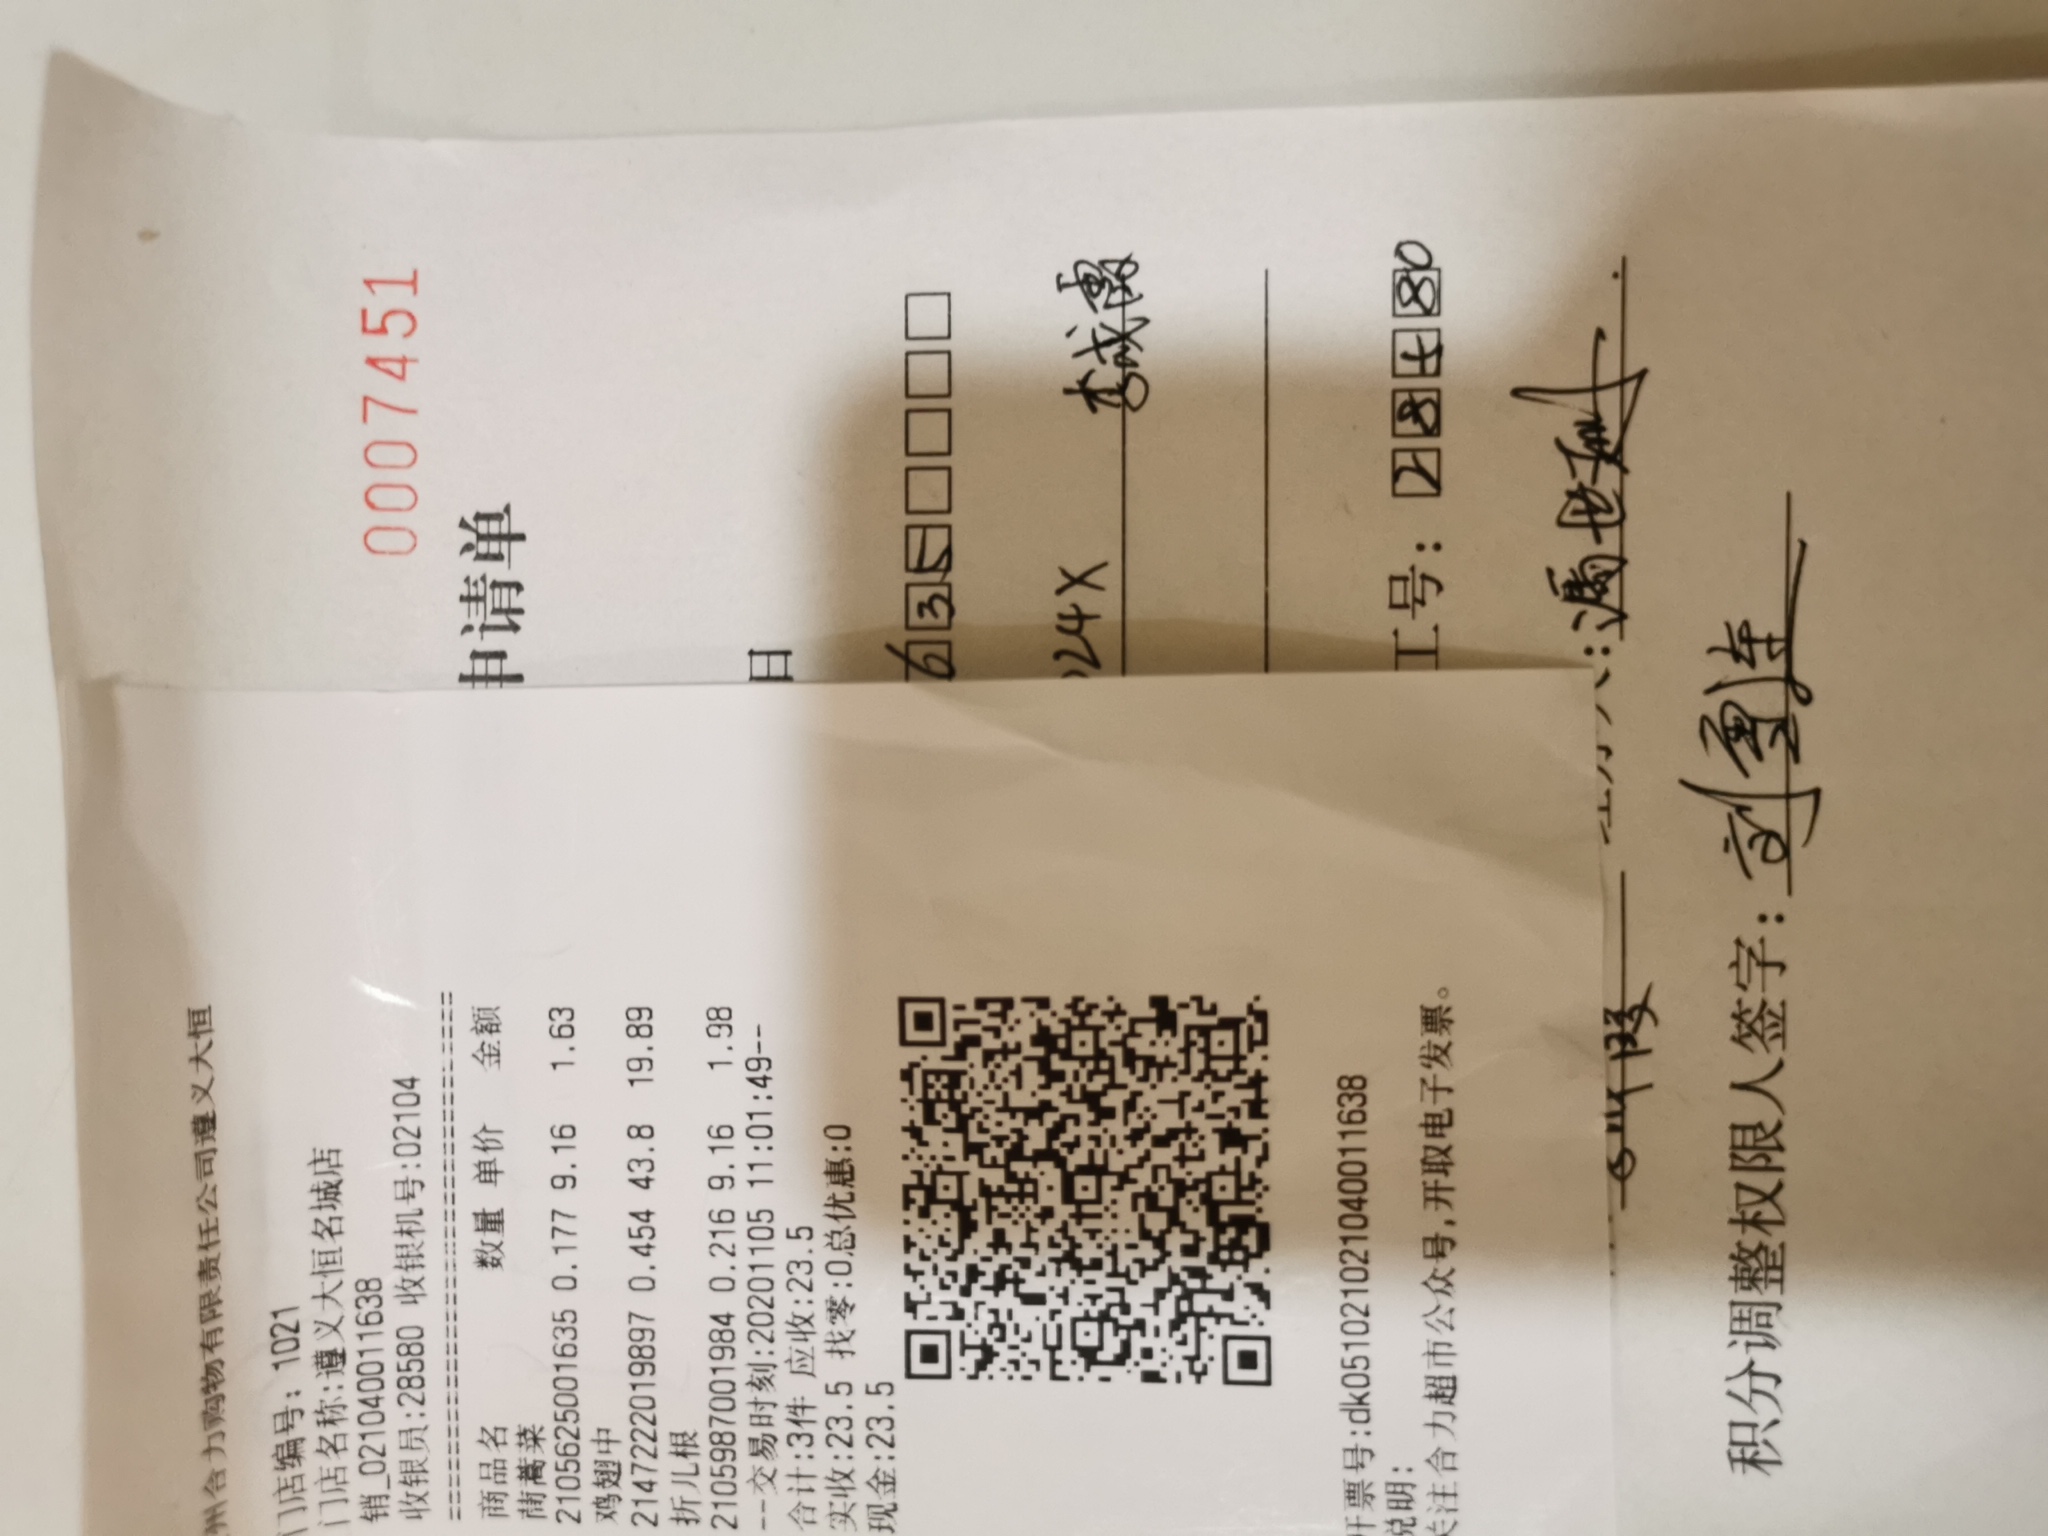 州合力购物有限责任公司遵义大恒
门店编号: 1021
门店名称:遵义大恒名城店
销_021040011638
收银员:28580 收银机号:02104
商品名 数量 单价 金额
茼蒿菜
2105625001635 0.177 9.16 1.63
鸡翅中
2147222019897 0.454 43.8 19.89
折儿根
2105987001984 0.216 9.16 1.98
--交易时刻:20201105 11:01:49--
合计:3件 应收:23.5
实收:23.5 找零:0总优惠:0
现金:23.5
开票号:dk051021021040011638
说明:
关注合力超市公众号,开取电子发票。
0007451
申请单
日
635
24X
工号: 28580
积分调整权限人签字: